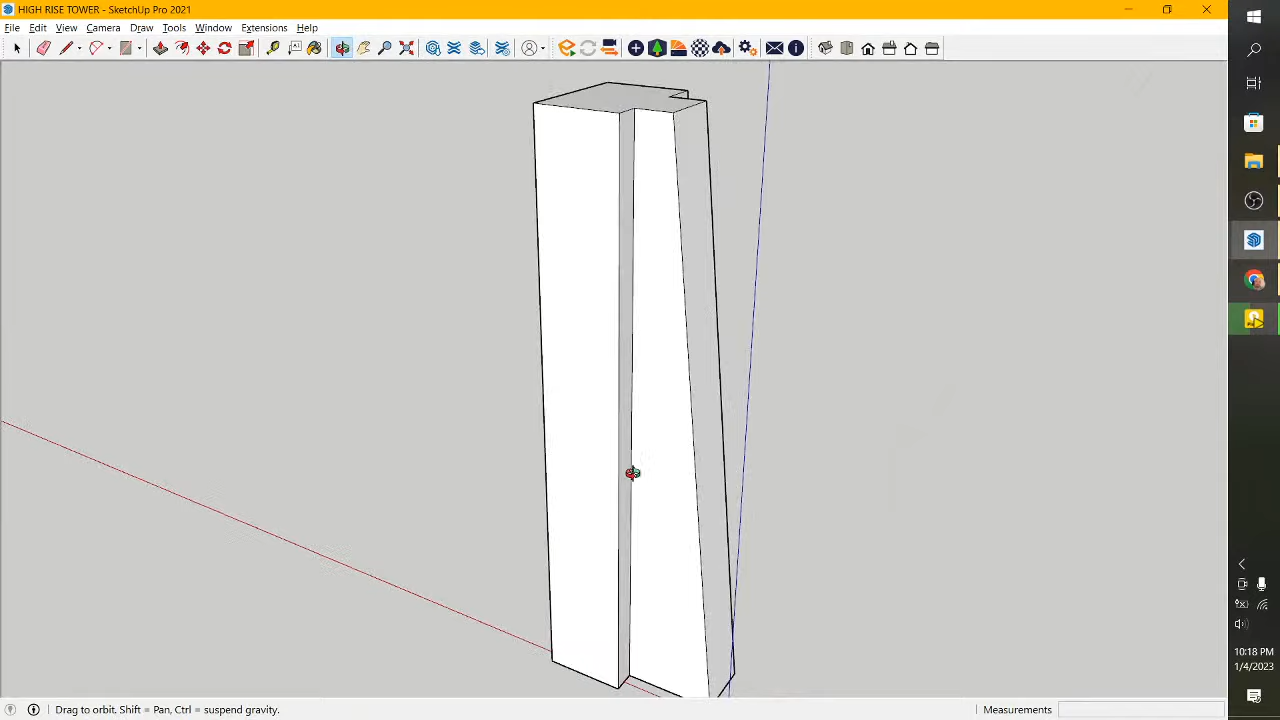 HIGH RISE TOWER - SketchUp Pro 2021
File Edit View Camera Draw Tools Window Extensions Help
Drag to orbit. Shift = Pan, Ctrl = suspend gravity.
Measurements
10:18 PM
1/4/2023